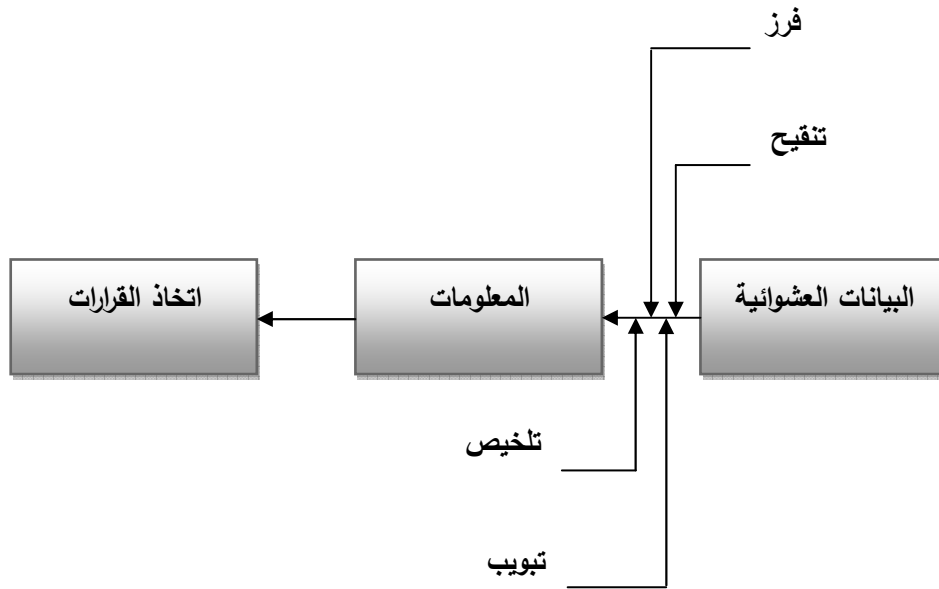 فرز
تنقيح
البيانات العشوائية
المعلومات
اتخاذ القرارات
تلخيص
تبويب